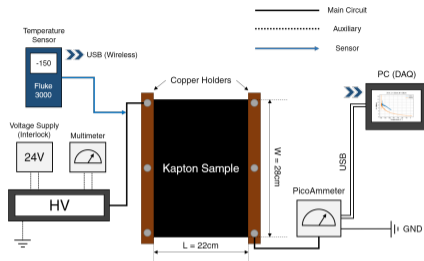 Main Circuit
Auxiliary
Sensor
Temperature
Sensor
USB (Wireless)
-150
Fluke
3000
Copper Holders
PC (DAQ)
Voltage Supply
(Interlock)
Multimeter
24V
HV
Kapton Sample
W = 28cm
L = 22cm
USB
PicoAmmeter
GND